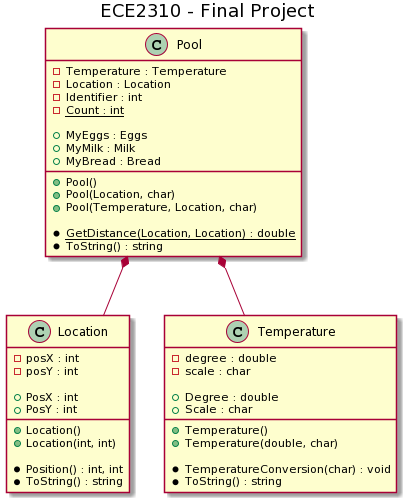 ECE2310 - Final Project
C Pool
Temperature : Temperature
Location : Location
Identifier : int
Count : int
MyEggs : Eggs
MyMilk : Milk
MyBread : Bread
Pool()
Pool(Location, char)
Pool(Temperature, Location, char)
GetDistance(Location, Location) : double
ToString() : string
C Location
posX : int
posY : int
PosX : int
PosY : int
Location()
Location(int, int)
Position() : int, int
ToString() : string
C Temperature
degree : double
scale : char
Degree : double
Scale : char
Temperature()
Temperature(double, char)
TemperatureConversion(char) : void
ToString() : string